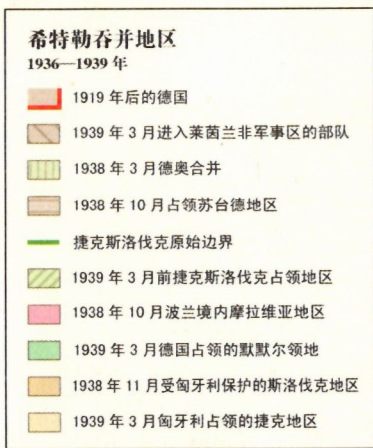 希特勒吞并地区
1936—1939 年
1919 年后的德国
1939 年 3 月进入莱茵兰非军事区的部队
1938 年 3 月德奥合并
1938 年 10 月占领苏台德地区
捷克斯洛伐克原始边界
1939 年 3 月前捷克斯洛伐克占领地区
1938 年 10 月波兰境内摩拉维亚地区
1939 年 3 月德国占领的默默尔领地
1938 年 11 月受匈牙利保护的斯洛伐克地区
1939 年 3 月匈牙利占领的捷克地区